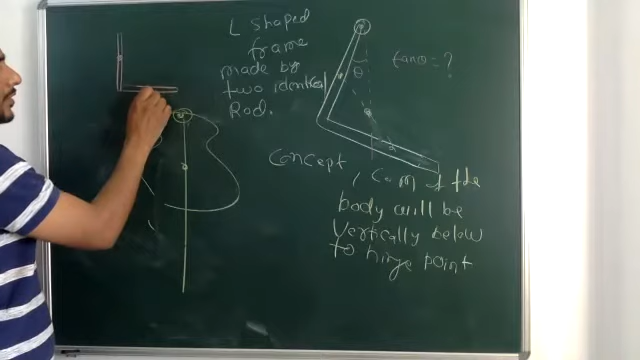 L shaped
frame
made by
two identical
Rod.
θ
tanθ = ?
Concept
, Com of the
body will be
vertically below
to hinge point